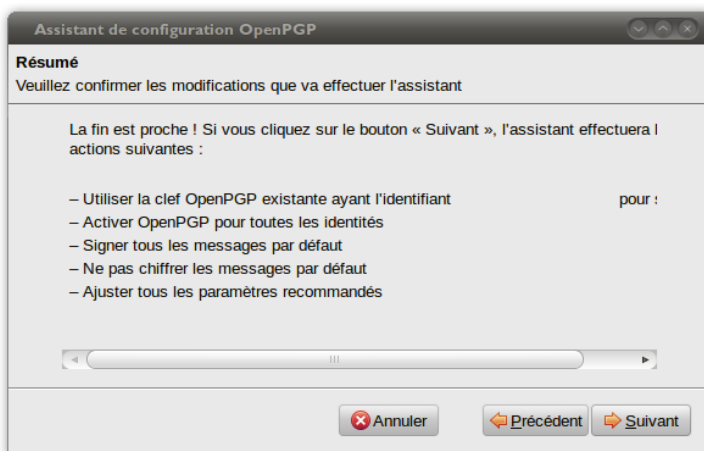 Assistant de configuration OpenPGP
Résumé
Veuillez confirmer les modifications que va effectuer l'assistant
La fin est proche ! Si vous cliquez sur le bouton « Suivant », l'assistant effectuera
actions suivantes :
– Utiliser la clef OpenPGP existante ayant l'identifiant pour
– Activer OpenPGP pour toutes les identités
– Signer tous les messages par défaut
– Ne pas chiffrer les messages par défaut
– Ajuster tous les paramètres recommandés
Annuler
Précédent
Suivant